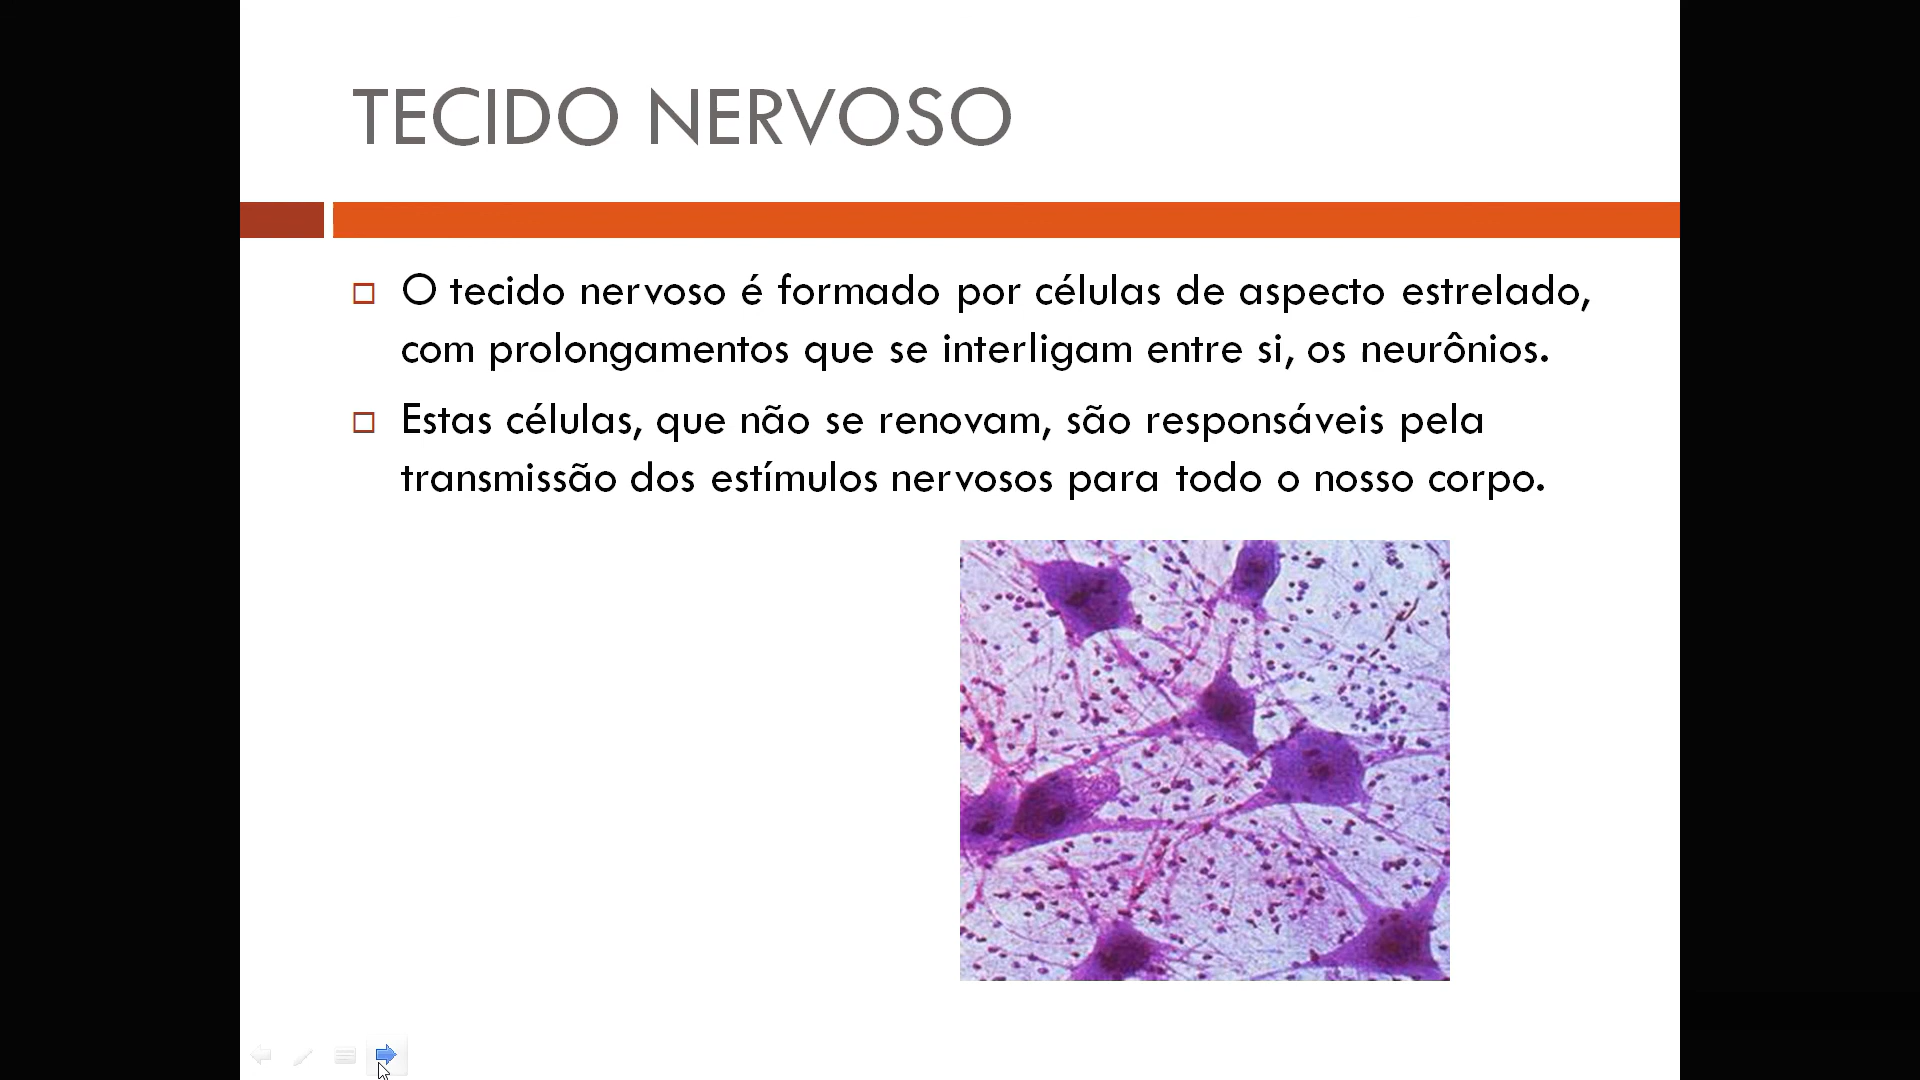 TECIDO NERVOSO
O tecido nervoso é formado por células de aspecto estrelado,
com prolongamentos que se interligam entre si, os neurônios.
Estas células, que não se renovam, são responsáveis pela
transmissão dos estímulos nervosos para todo o nosso corpo.